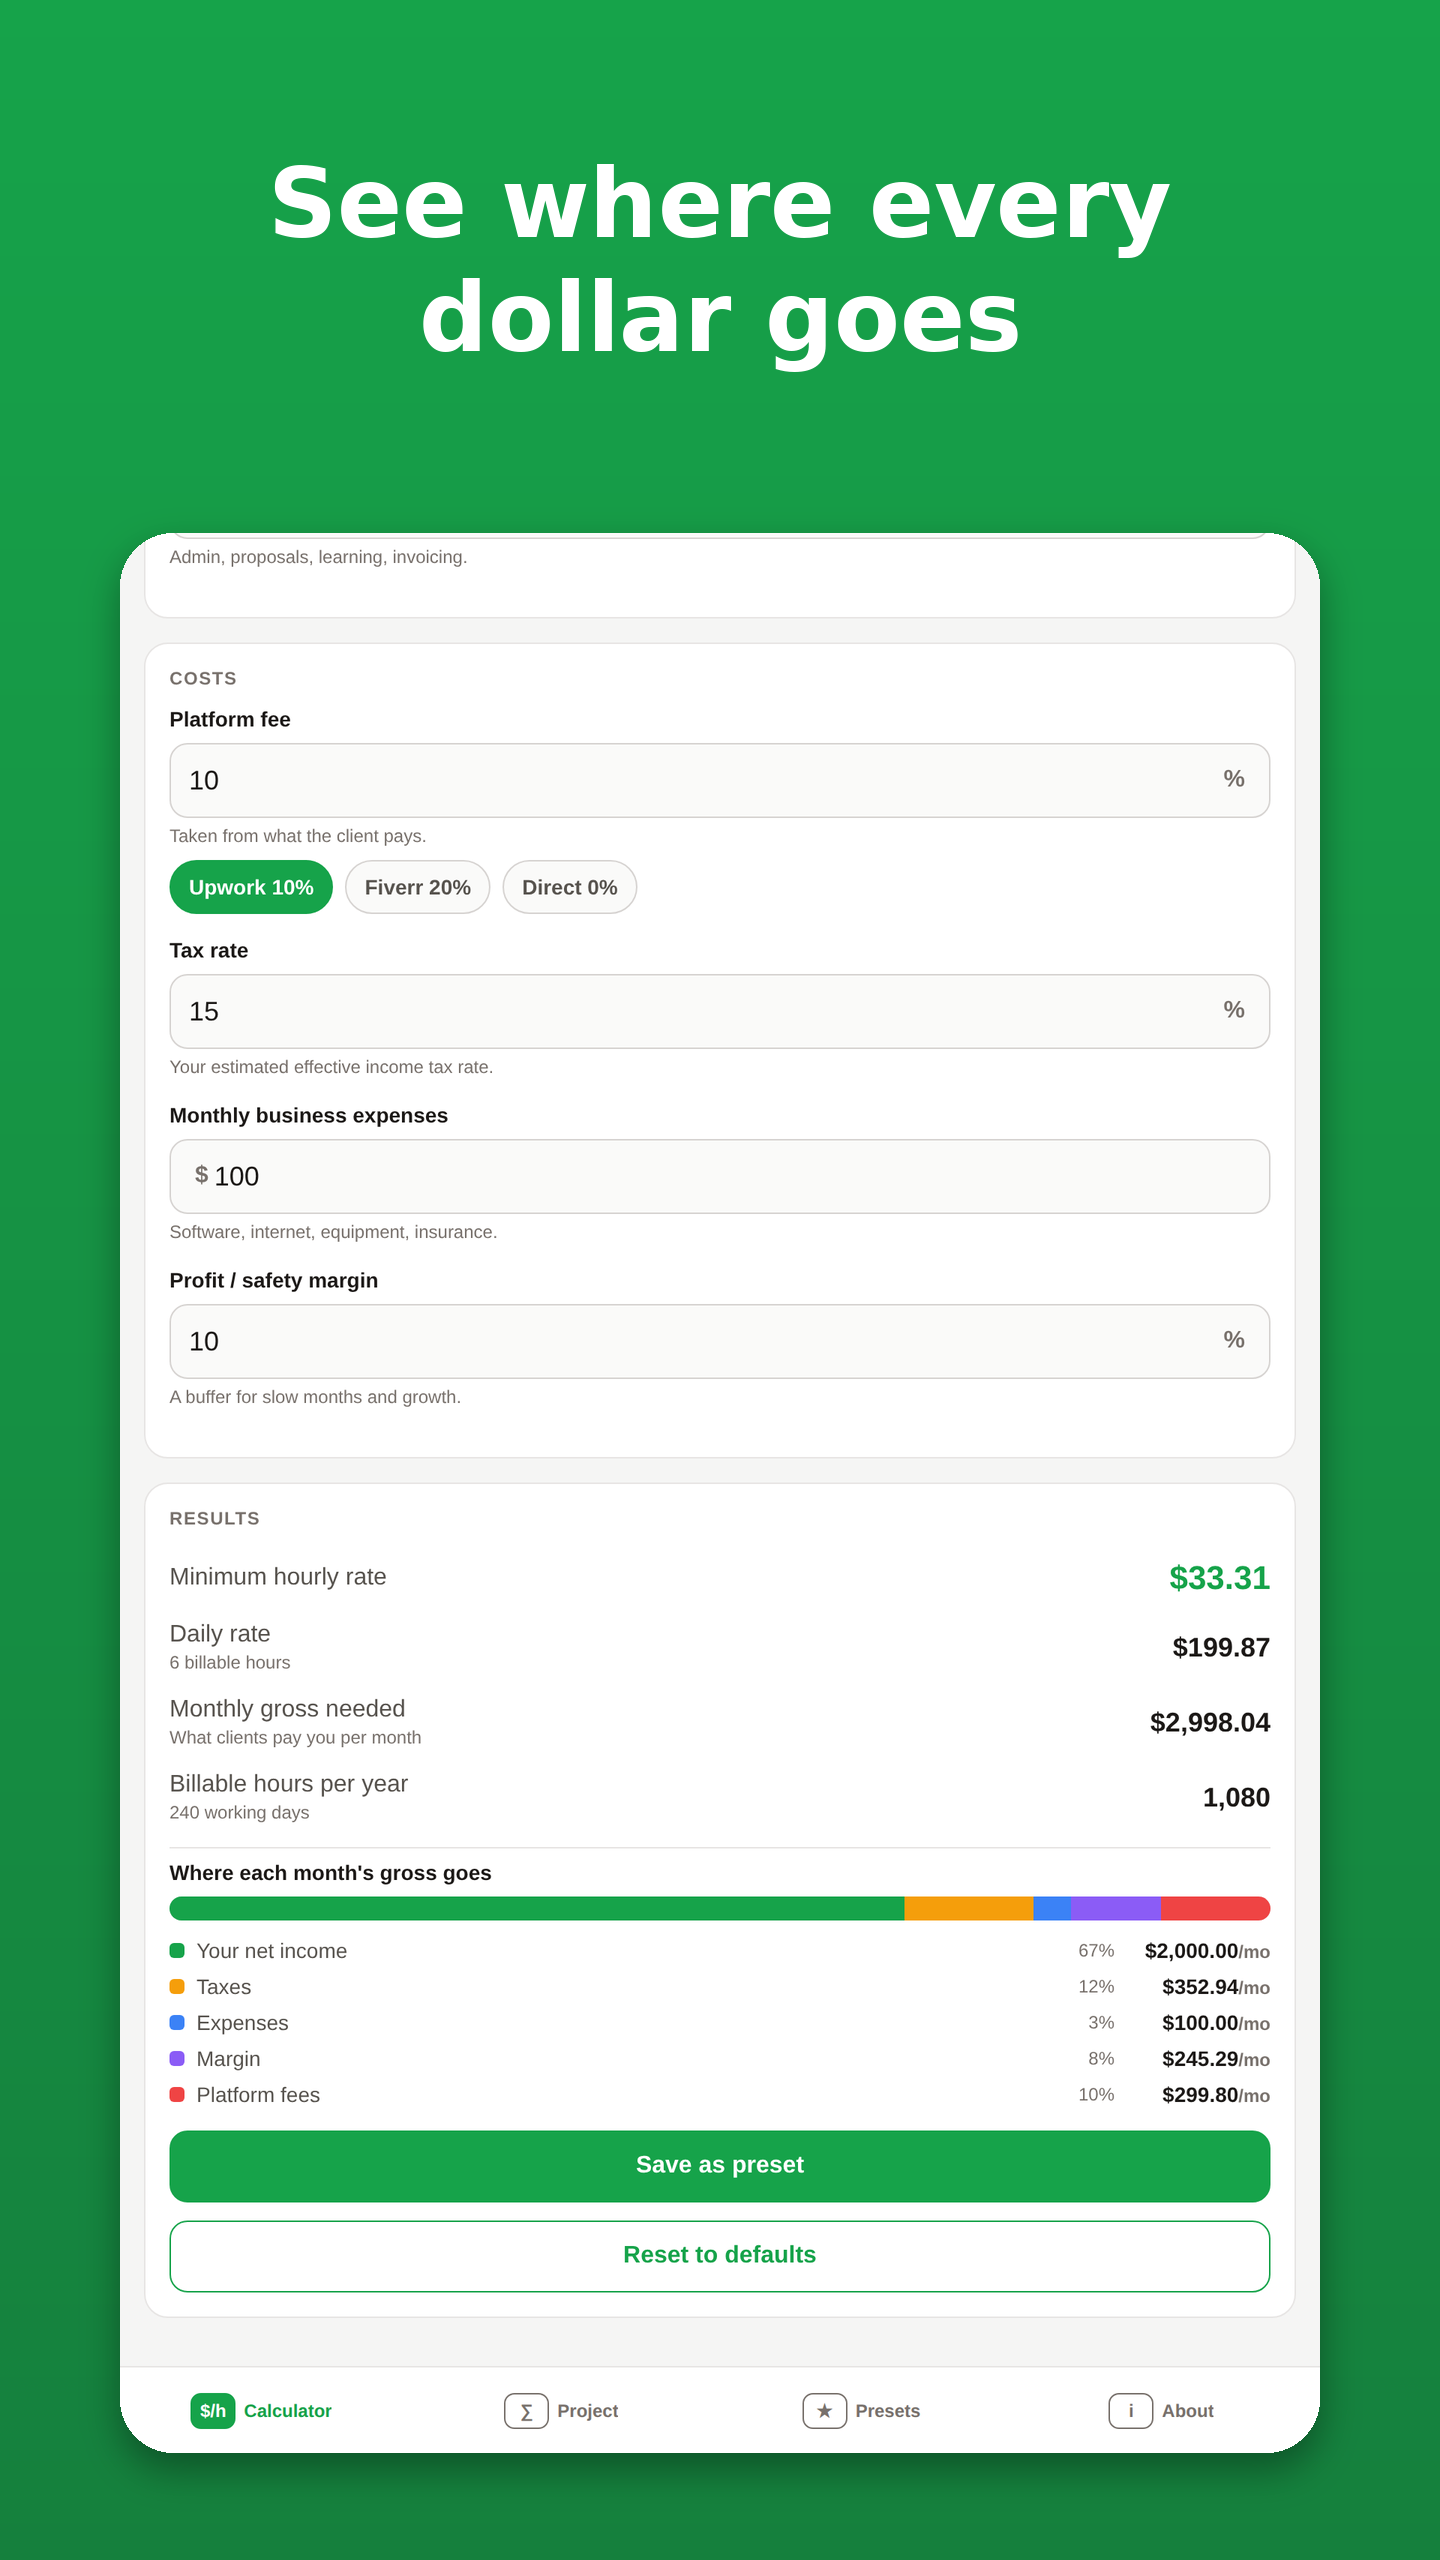 See where every
dollar goes
Admin, proposals, learning, invoicing.
COSTS
Platform fee
10 %
Taken from what the client pays.
Upwork 10% Fiverr 20% Direct 0%
Tax rate
15 %
Your estimated effective income tax rate.
Monthly business expenses
$ 100
Software, internet, equipment, insurance.
Profit / safety margin
10 %
A buffer for slow months and growth.
RESULTS
Minimum hourly rate $33.31
Daily rate $199.87
6 billable hours
Monthly gross needed $2,998.04
What clients pay you per month
Billable hours per year 1,080
240 working days
Where each month's gross goes
Your net income 67% $2,000.00/mo
Taxes 12% $352.94/mo
Expenses 3% $100.00/mo
Margin 8% $245.29/mo
Platform fees 10% $299.80/mo
Save as preset
Reset to defaults
$/h Calculator ∑ Project ★ Presets i About